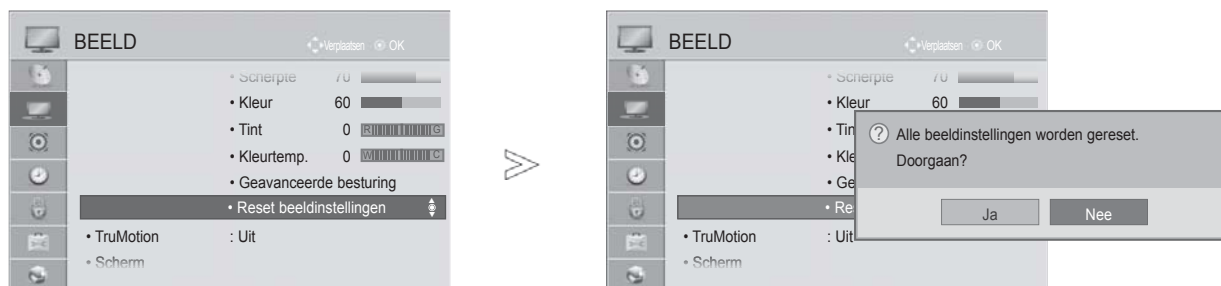 BEELD
Verplaatsen OK
• Scherpte 70
• Kleur 60
• Tint 0 R G
• Kleurtemp. 0 W C
• Geavanceerde besturing
• Reset beeldinstellingen
• TruMotion : Uit
• Scherm
BEELD
Verplaatsen OK
• Scherpte 70
• Kleur 60
• Tin
• Kle
• Ge
• Re
• TruMotion : Uit
• Scherm
? Alle beeldinstellingen worden gereset.
Doorgaan?
Ja Nee